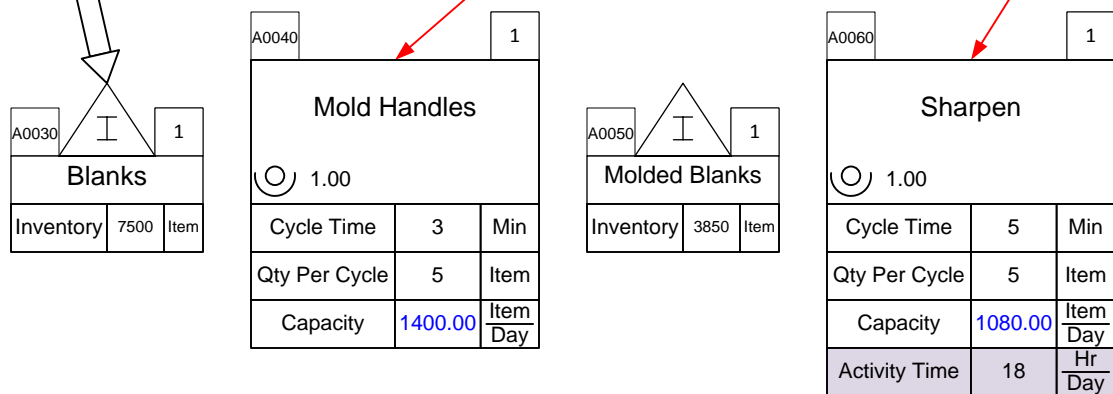 A0030
I
1
Blanks
Inventory 7500 Item
A0040
1
Mold Handles
1.00
Cycle Time 3 Min
Qty Per Cycle 5 Item
Capacity 1400.00 Item
Day
A0050
I
1
Molded Blanks
Inventory 3850 Item
A0060
1
Sharpen
1.00
Cycle Time 5 Min
Qty Per Cycle 5 Item
Capacity 1080.00 Item
Day
Activity Time 18 Hr
Day